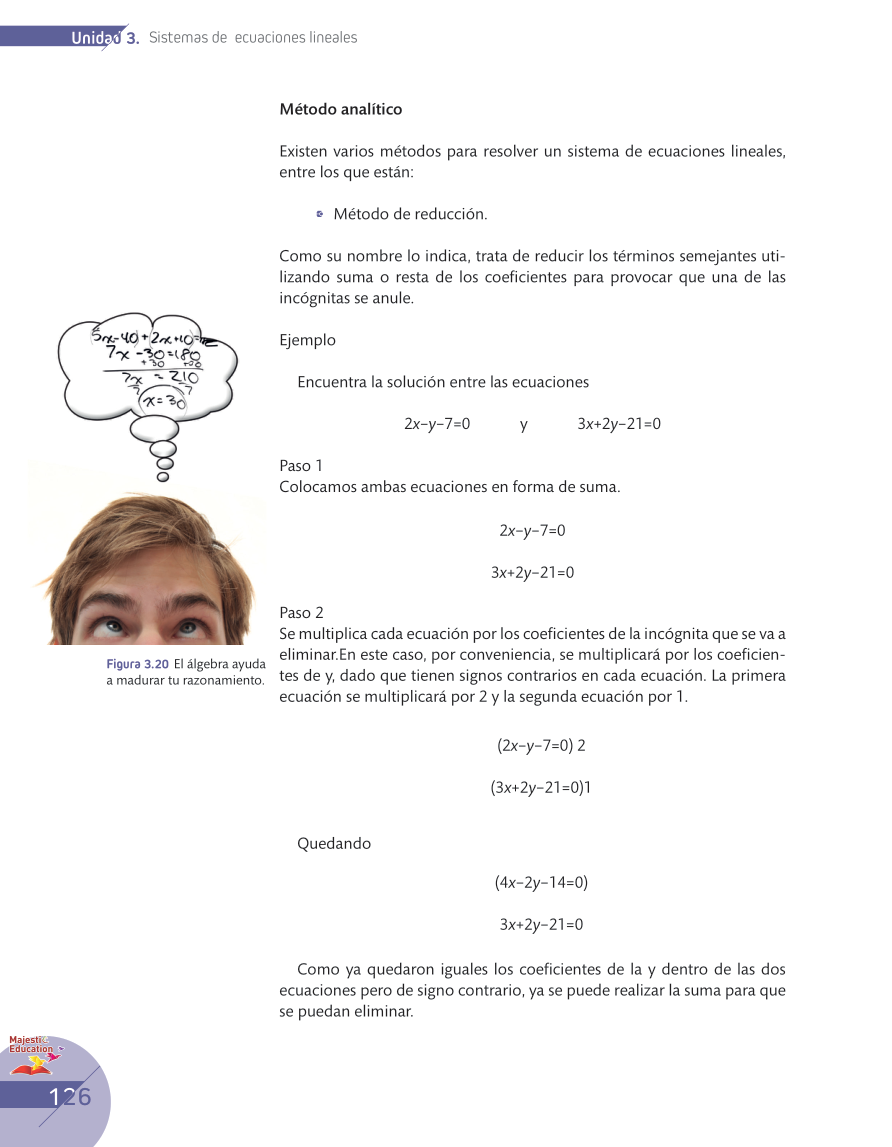 Unidad 3. Sistemas de ecuaciones lineales
Método analítico
Existen varios métodos para resolver un sistema de ecuaciones lineales,
entre los que están:
Método de reducción.
Como su nombre lo indica, trata de reducir los términos semejantes uti-
lizando suma o resta de los coeficientes para provocar que una de las
incógnitas se anule.
Ejemplo
Encuentra la solución entre las ecuaciones
2x–y–7=0 y 3x+2y–21=0
Paso 1
Colocamos ambas ecuaciones en forma de suma.
2x–y–7=0
3x+2y–21=0
Paso 2
Se multiplica cada ecuación por los coeficientes de la incógnita que se va a
eliminar.En este caso, por conveniencia, se multiplicará por los coeficien-
tes de y, dado que tienen signos contrarios en cada ecuación. La primera
ecuación se multiplicará por 2 y la segunda ecuación por 1.
(2x–y–7=0) 2
(3x+2y–21=0)1
Quedando
(4x–2y–14=0)
3x+2y–21=0
Como ya quedaron iguales los coeficientes de la y dentro de las dos
ecuaciones pero de signo contrario, ya se puede realizar la suma para que
se puedan eliminar.
5x-40)+(2x+10)=
7x -30=180
+30 +30
7x = 210
7 7
x=30
Figura 3.20 El álgebra ayuda
a madurar tu razonamiento.
Majestic
Education
126